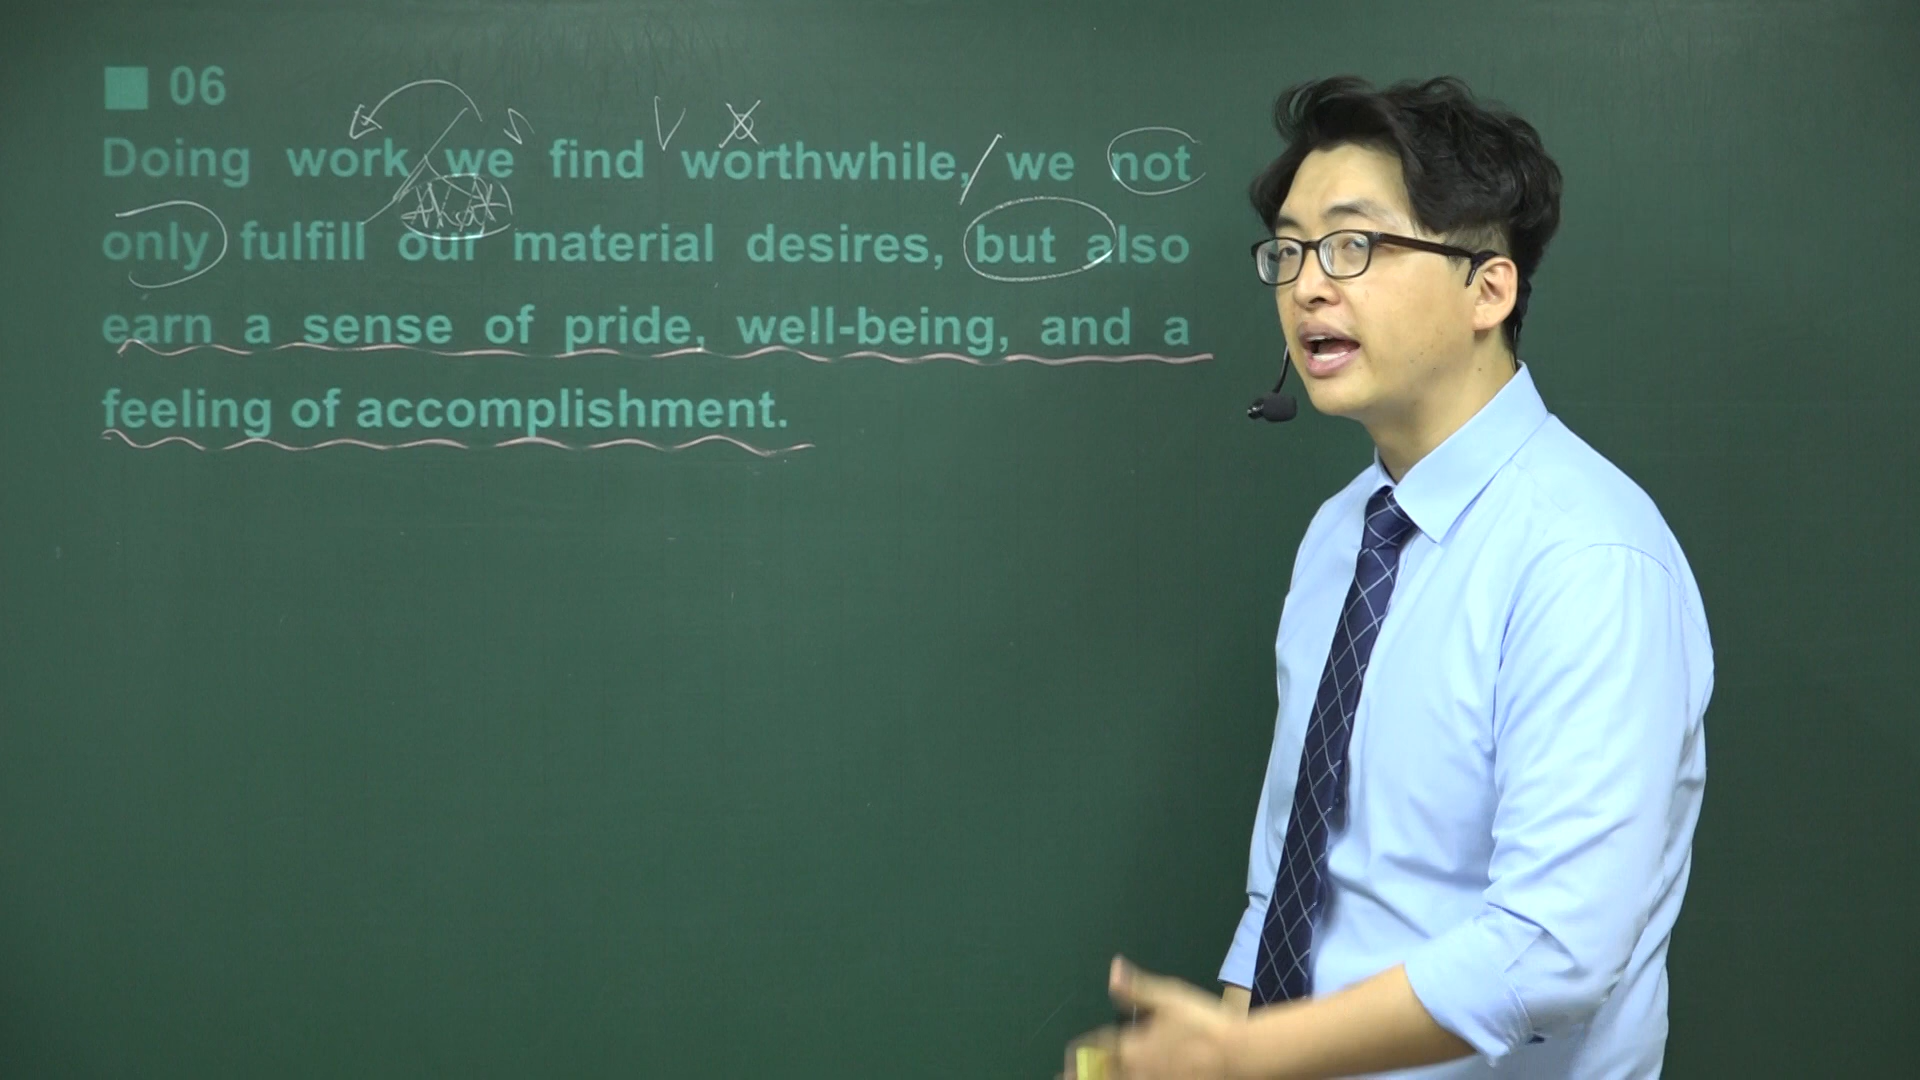 06
Doing work we find worthwhile, we not
only fulfill our material desires, but also
earn a sense of pride, well-being, and a
feeling of accomplishment.